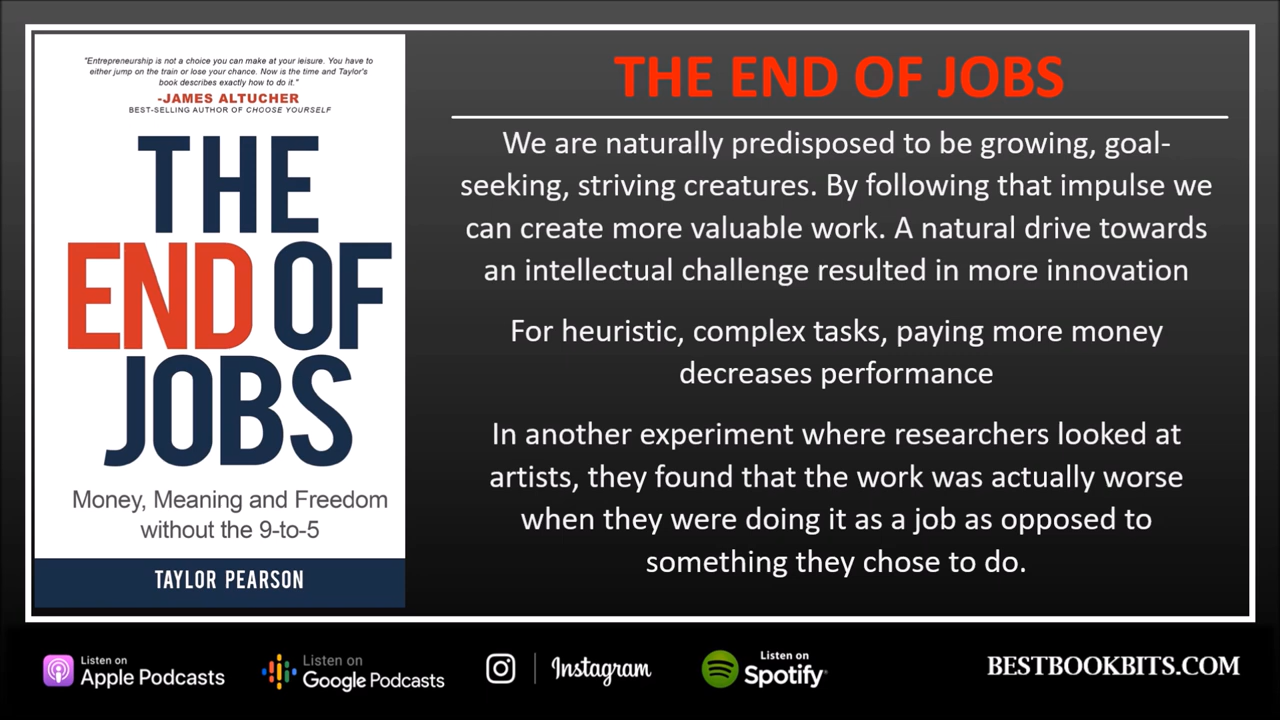 "Entrepreneurship is not a choice you can make at your leisure. You have to
either jump on the train or lose your chance. Now is the time and Taylor's
book describes exactly how to do it."
-JAMES ALTUCHER
BEST-SELLING AUTHOR OF CHOOSE YOURSELF
THE
END OF
JOBS
Money, Meaning and Freedom
without the 9-to-5
TAYLOR PEARSON
THE END OF JOBS
We are naturally predisposed to be growing, goal-
seeking, striving creatures. By following that impulse we
can create more valuable work. A natural drive towards
an intellectual challenge resulted in more innovation
For heuristic, complex tasks, paying more money
decreases performance
In another experiment where researchers looked at
artists, they found that the work was actually worse
when they were doing it as a job as opposed to
something they chose to do.
Listen on
Apple Podcasts
Listen on
Google Podcasts
Instagram
Listen on
Spotify
BESTBOOKBITS.COM